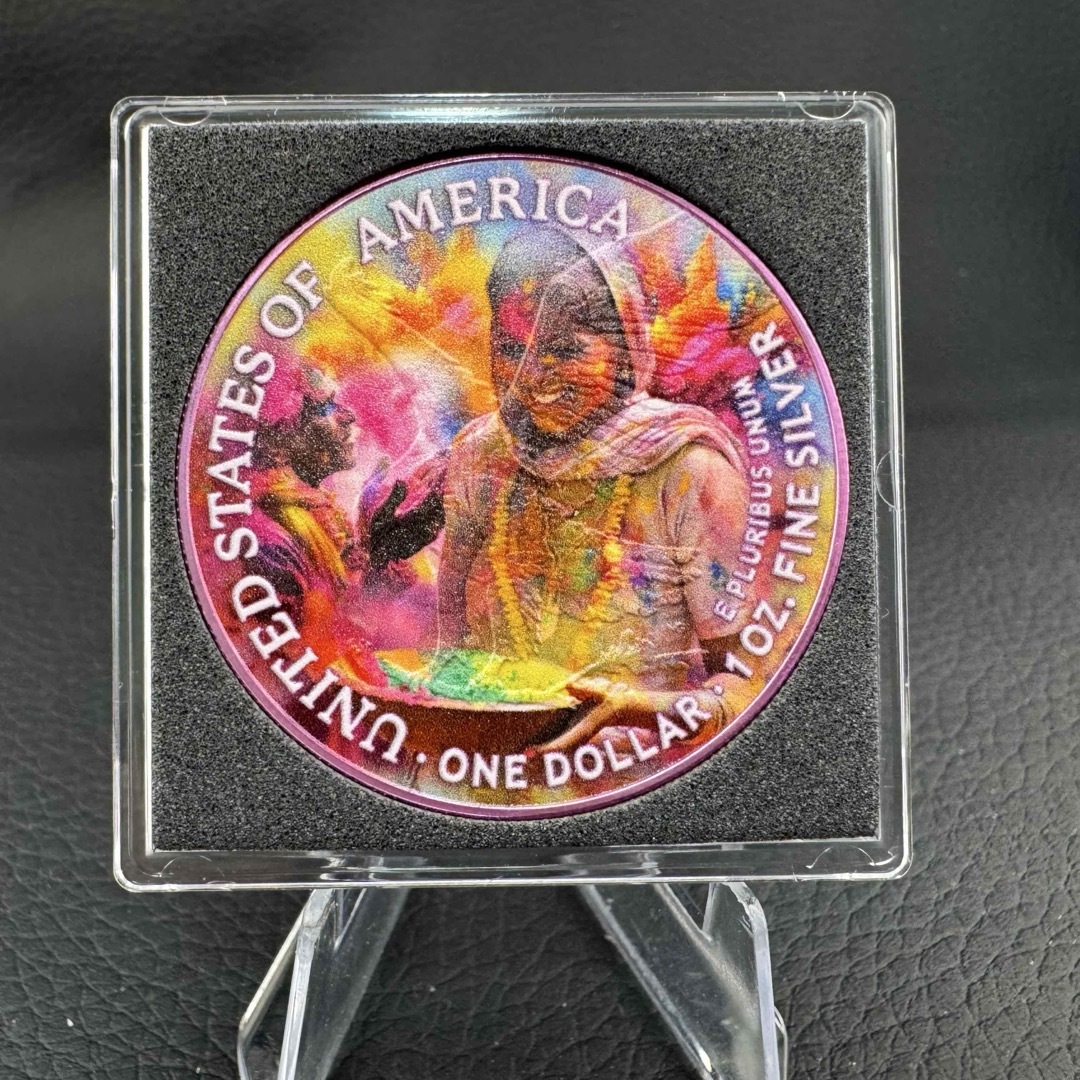 UNITED STATES OF AMERICA
E PLURIBUS UNUM
· ONE DOLLAR · 1 OZ. FINE SILVER